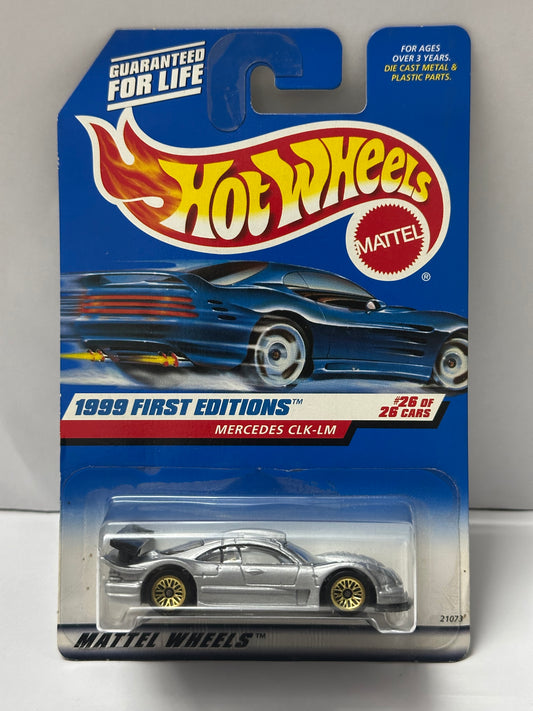 GUARANTEED
FOR LIFE
FOR AGES
OVER 3 YEARS.
DIE CAST METAL &
PLASTIC PARTS.
HOT WHEELS
MATTEL
®
1999 FIRST EDITIONS™
#26 OF
26 CARS
MERCEDES CLK-LM
21073
MATTEL WHEELS™